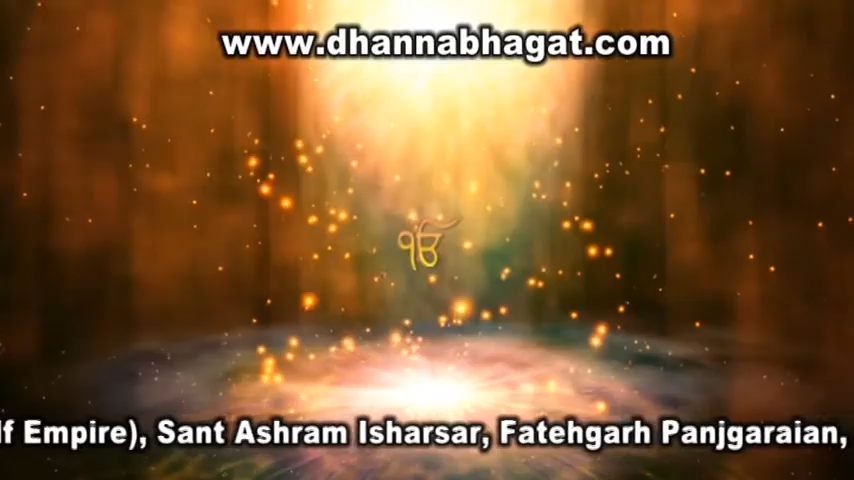 www.dhannabhagat.com
ੴ
lf Empire), Sant Ashram Isharsar, Fatehgarh Panjgaraian,